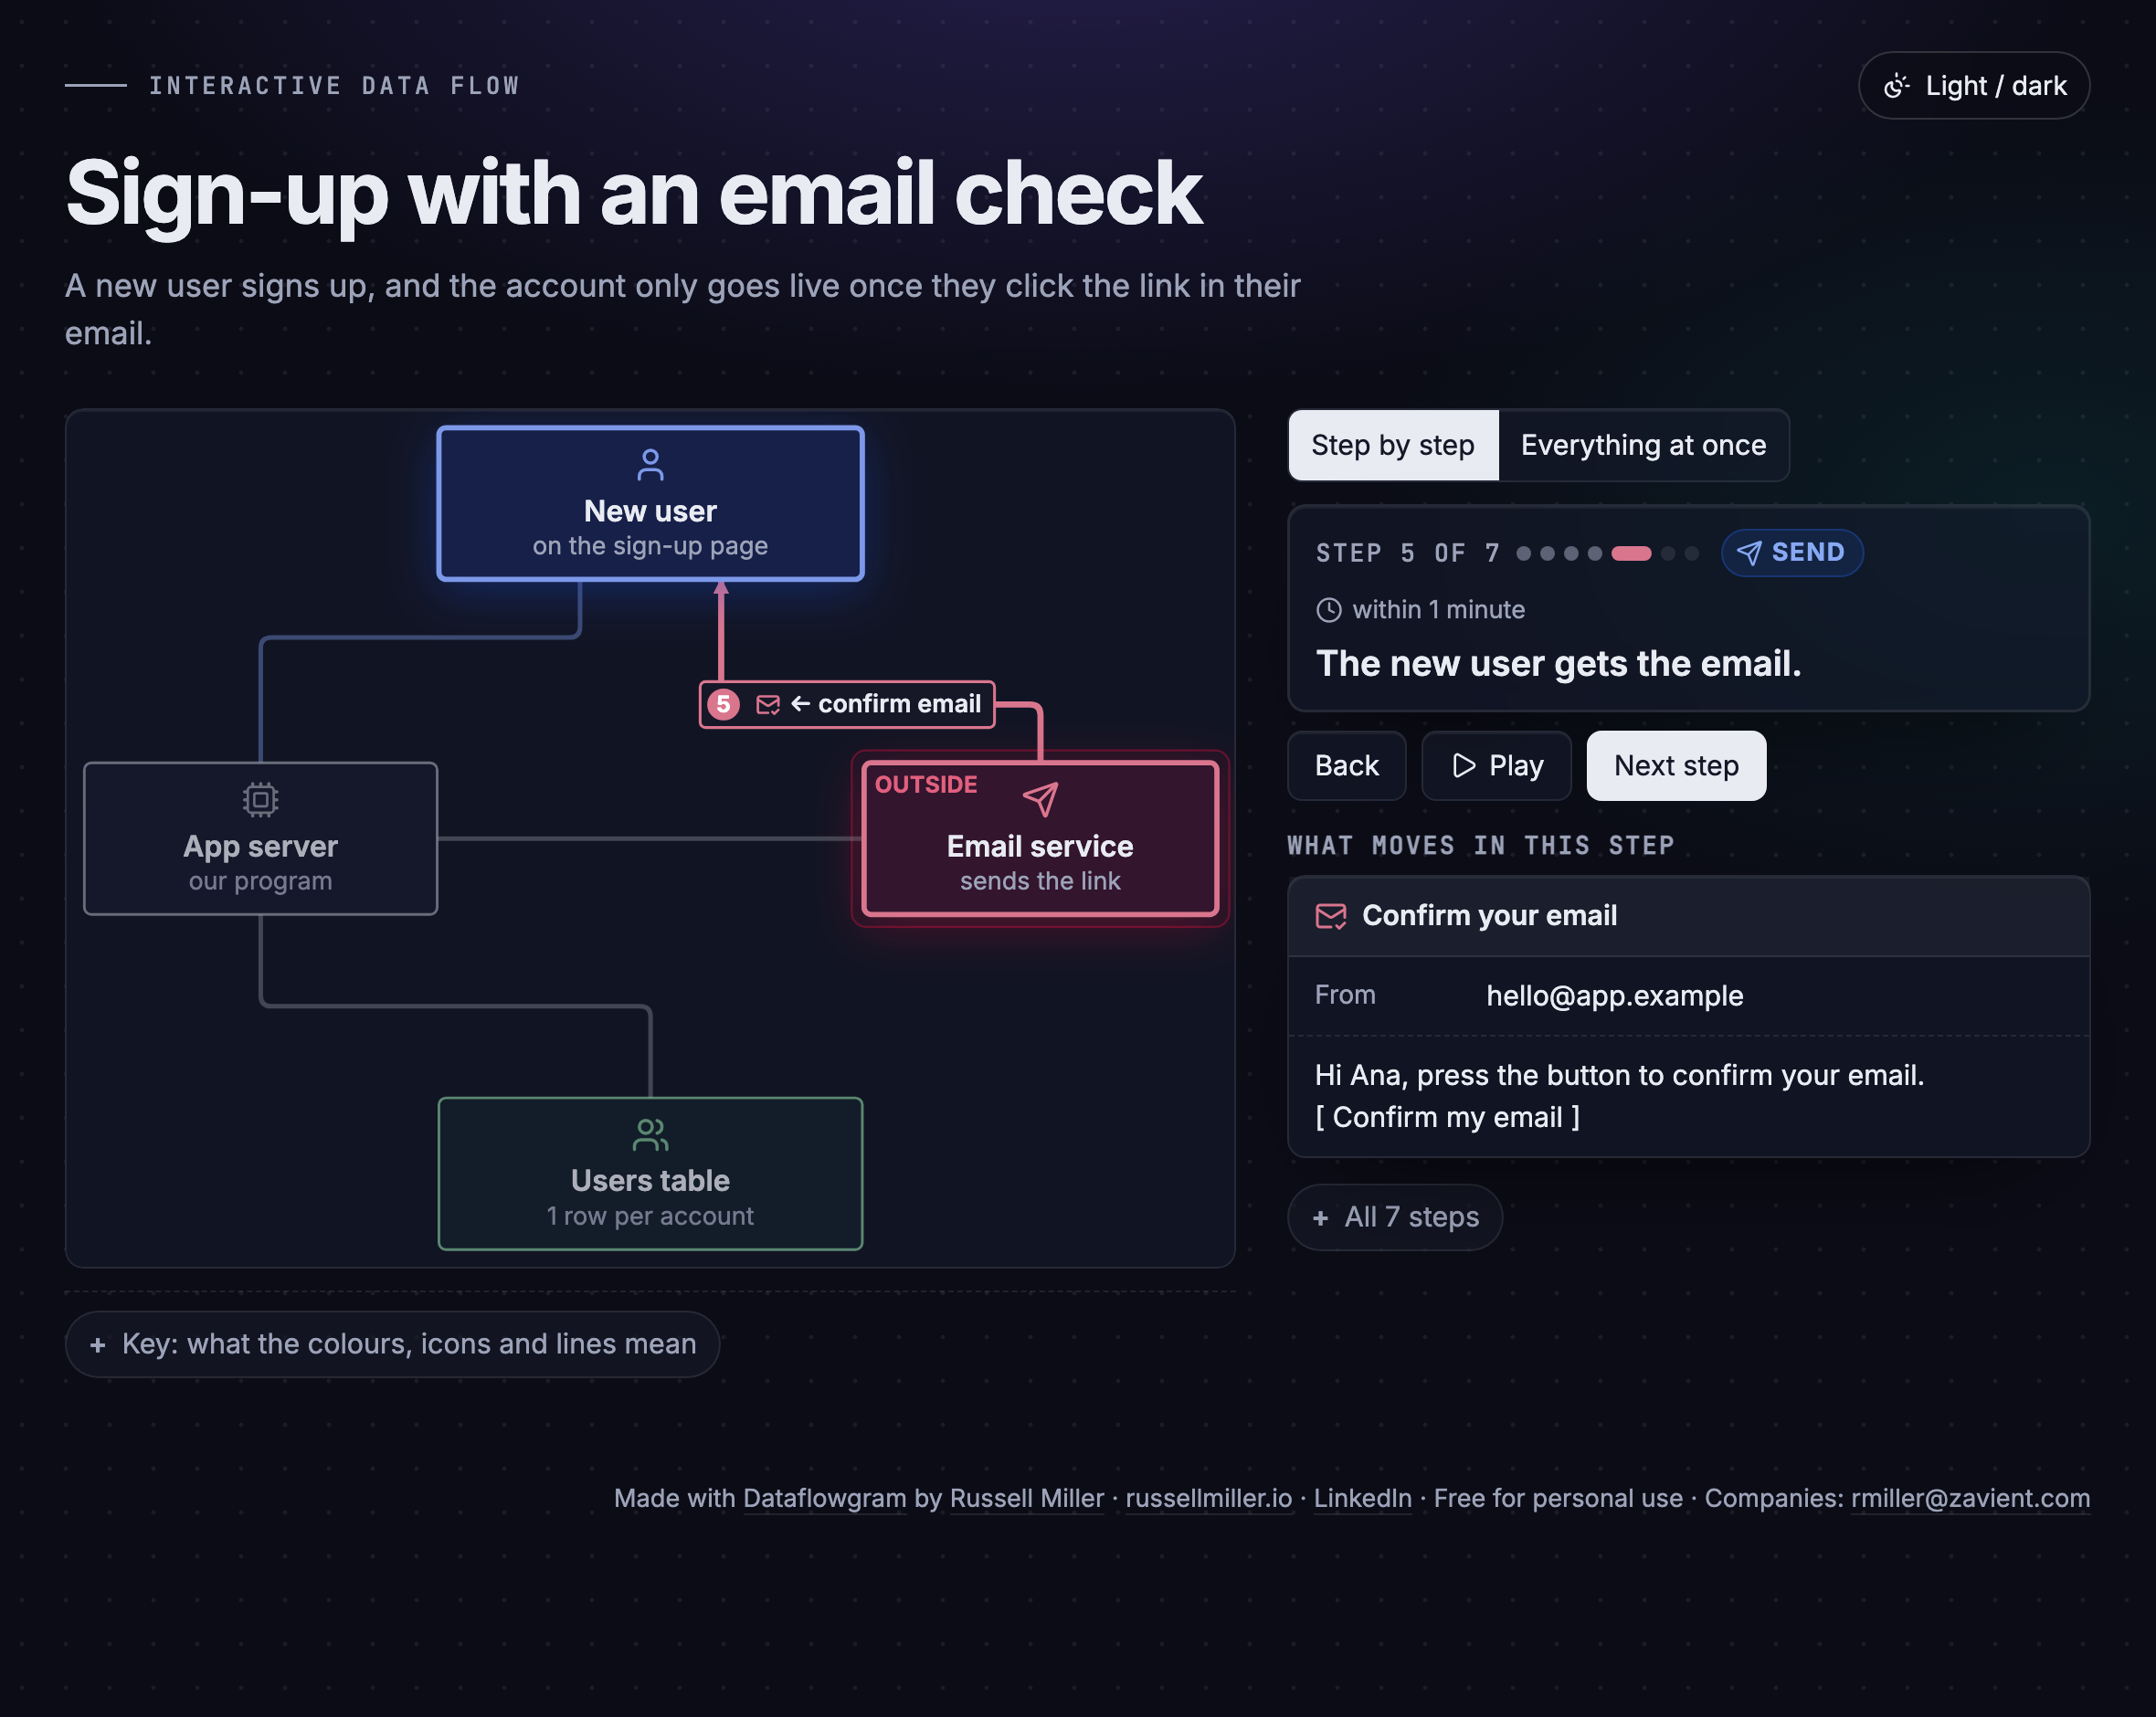 INTERACTIVE DATA FLOW
Light / dark
Sign-up with an email check
A new user signs up, and the account only goes live once they click the link in their
email.
New user
on the sign-up page
5 ← confirm email
App server
our program
OUTSIDE
Email service
sends the link
Users table
1 row per account
+ Key: what the colours, icons and lines mean
Step by step
Everything at once
STEP 5 OF 7
SEND
within 1 minute
The new user gets the email.
Back
Play
Next step
WHAT MOVES IN THIS STEP
Confirm your email
From hello@app.example
Hi Ana, press the button to confirm your email.
[ Confirm my email ]
+ All 7 steps
Made with Dataflowgram by Russell Miller · russellmiller.io · LinkedIn · Free for personal use · Companies: rmiller@zavient.com